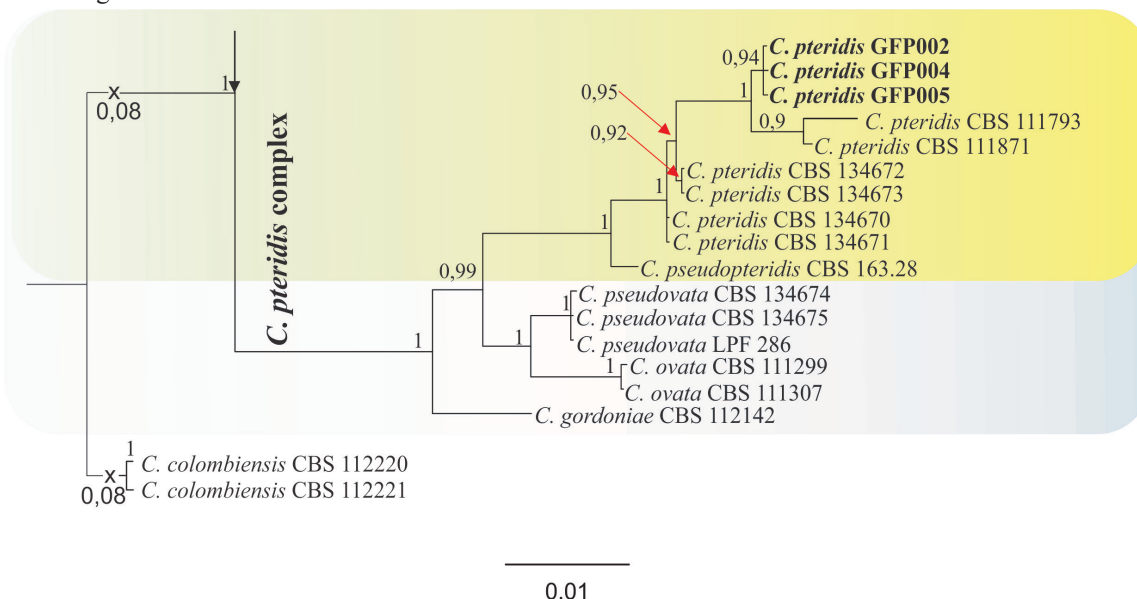 C. pteridis GFP002
0,94
C. pteridis GFP004
1
1
0,95
C. pteridis GFP005
0,08
0,9
C. pteridis CBS 111793
0,92
C. pteridis CBS 111871
C. pteridis CBS 134672
1
C. pteridis CBS 134673
C. pteridis CBS 134670
1
C. pteridis CBS 134671
C. pteridis complex
C. pseudopteridis CBS 163.28
0,99
C. pseudovata CBS 134674
1
C. pseudovata CBS 134675
1
1
C. pseudovata LPF 286
1
C. ovata CBS 111299
C. ovata CBS 111307
C. gordoniae CBS 112142
1
C. colombiensis CBS 112220
0,08
C. colombiensis CBS 112221
0.01